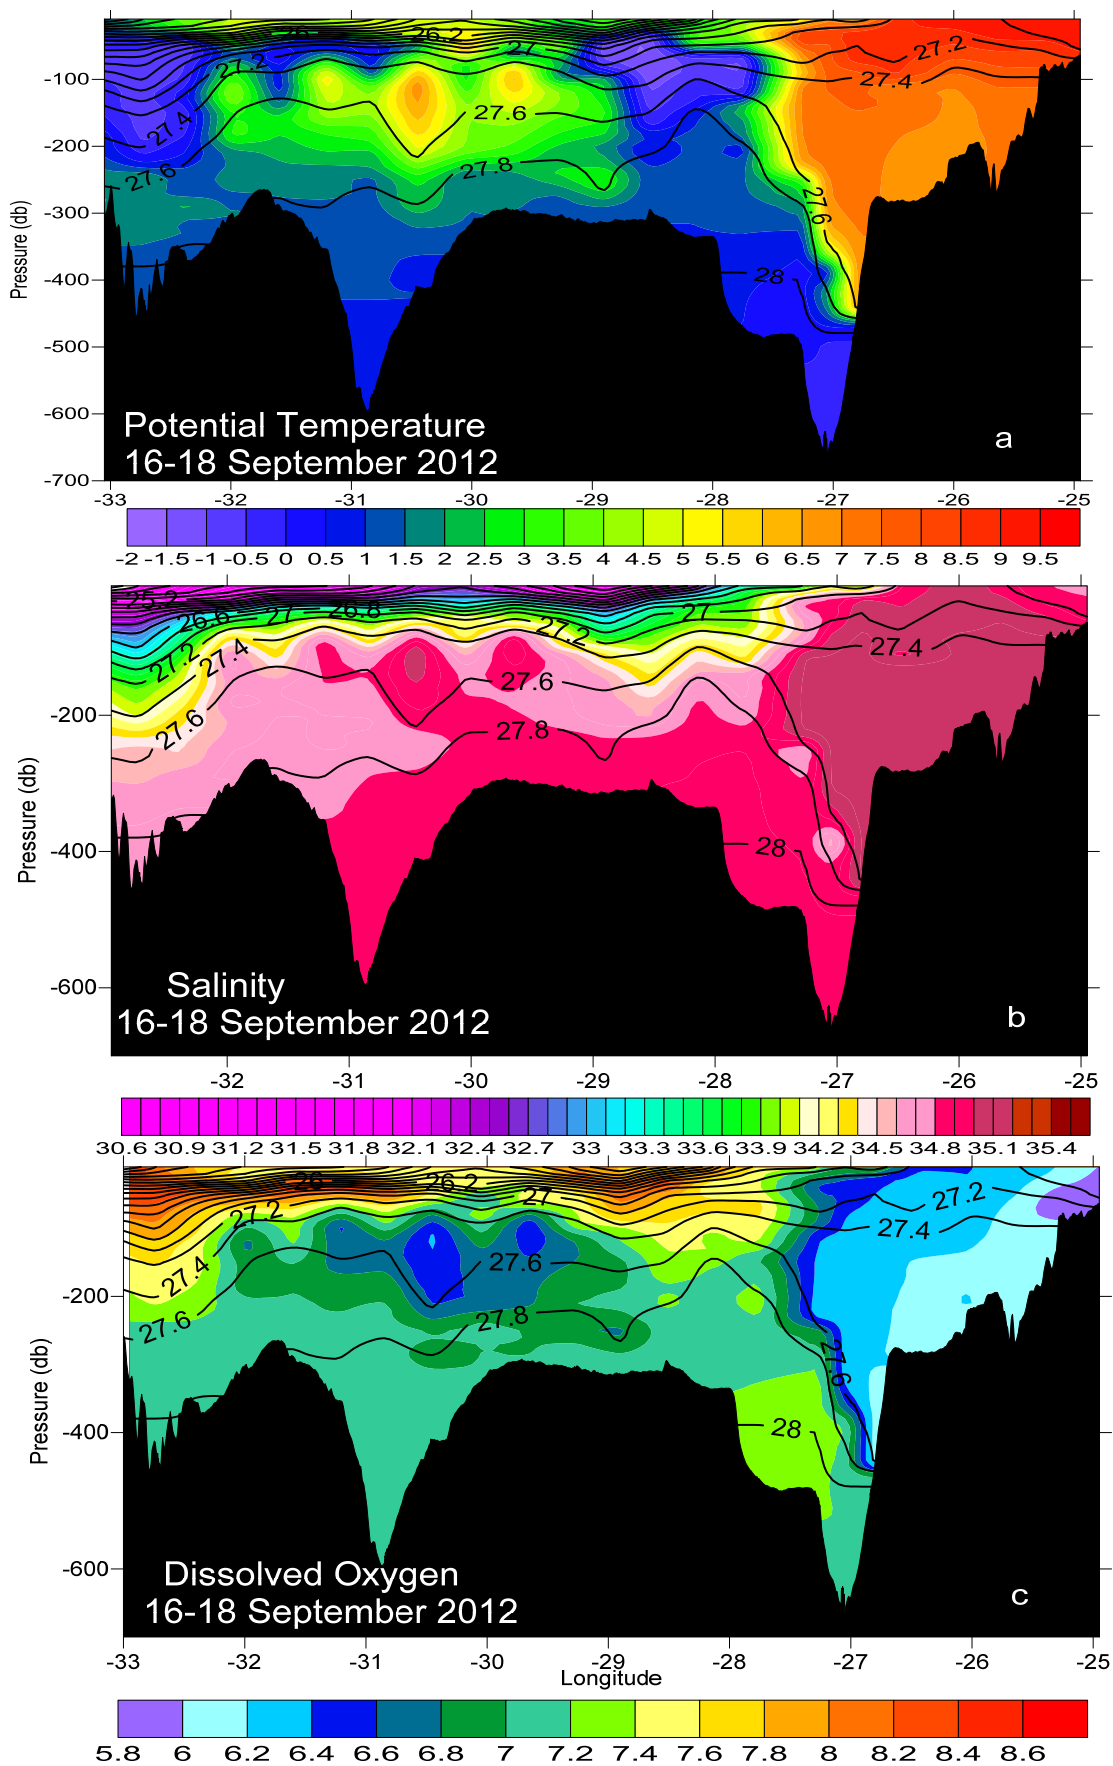 26
26.2
27
27.2
27.2
27.4
27.4
27.6
27.6
27.8
27.6
28
-100
-200
-300
-400
-500
-600
-700
Pressure (db)
Potential Temperature
16-18 September 2012
a
-33 -32 -31 -30 -29 -28 -27 -26 -25
-2 -1.5 -1 -0.5 0 0.5 1 1.5 2 2.5 3 3.5 4 4.5 5 5.5 6 6.5 7 7.5 8 8.5 9 9.5
25.2
26.6
27
26.8
27
27.2
27.2
27.4
27.4
27.6
27.6
27.8
28
-200
-400
-600
Pressure (db)
Salinity
16-18 September 2012
b
-32 -31 -30 -29 -28 -27 -26 -25
30.6 30.9 31.2 31.5 31.8 32.1 32.4 32.7 33 33.3 33.6 33.9 34.2 34.5 34.8 35.1 35.4
26
26.2
27
27.2
27.2
27.4
27.4
27.6
27.6
27.8
27.6
28
-200
-400
-600
Pressure (db)
Dissolved Oxygen
16-18 September 2012
c
-33 -32 -31 -30 -29 -28 -27 -26 -25
Longitude
5.8 6 6.2 6.4 6.6 6.8 7 7.2 7.4 7.6 7.8 8 8.2 8.4 8.6